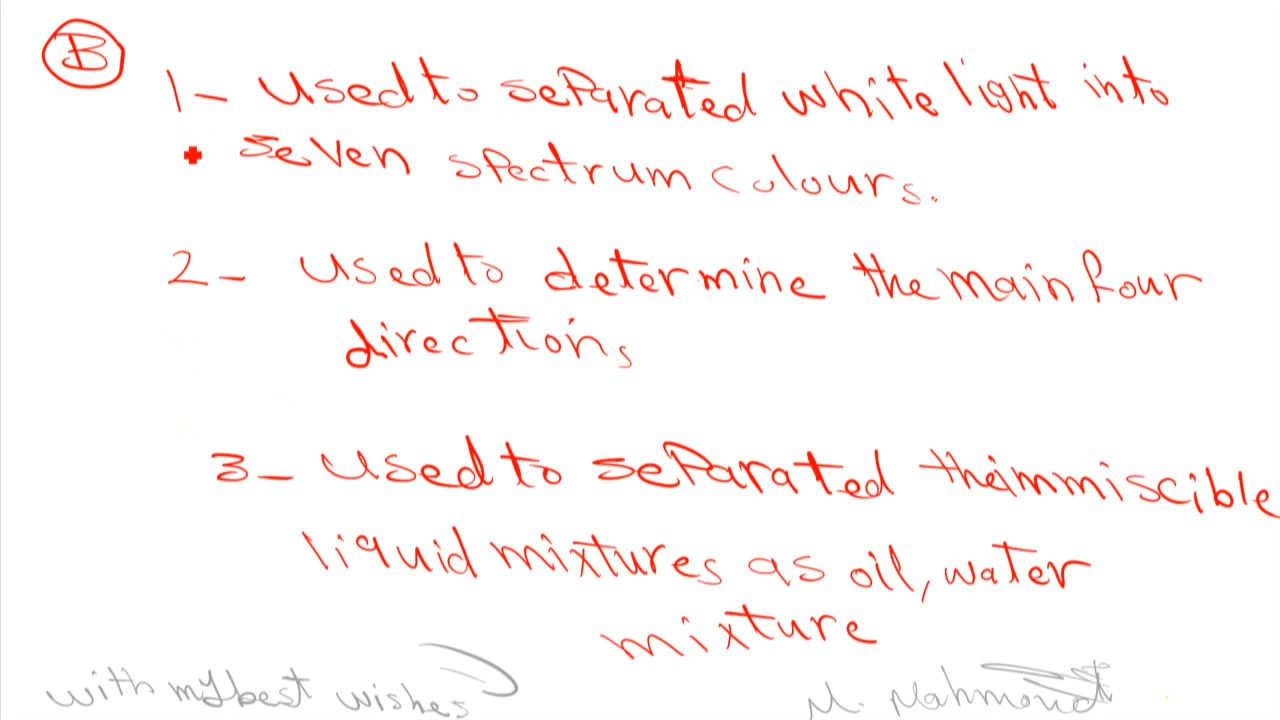 B
1- used to separated white light into
seven spectrum colours.
2- used to determine the main four
directions
3- used to separated the immiscible
liquid mixtures as oil, water
mixture
with my best wishes
M. Mahmoud